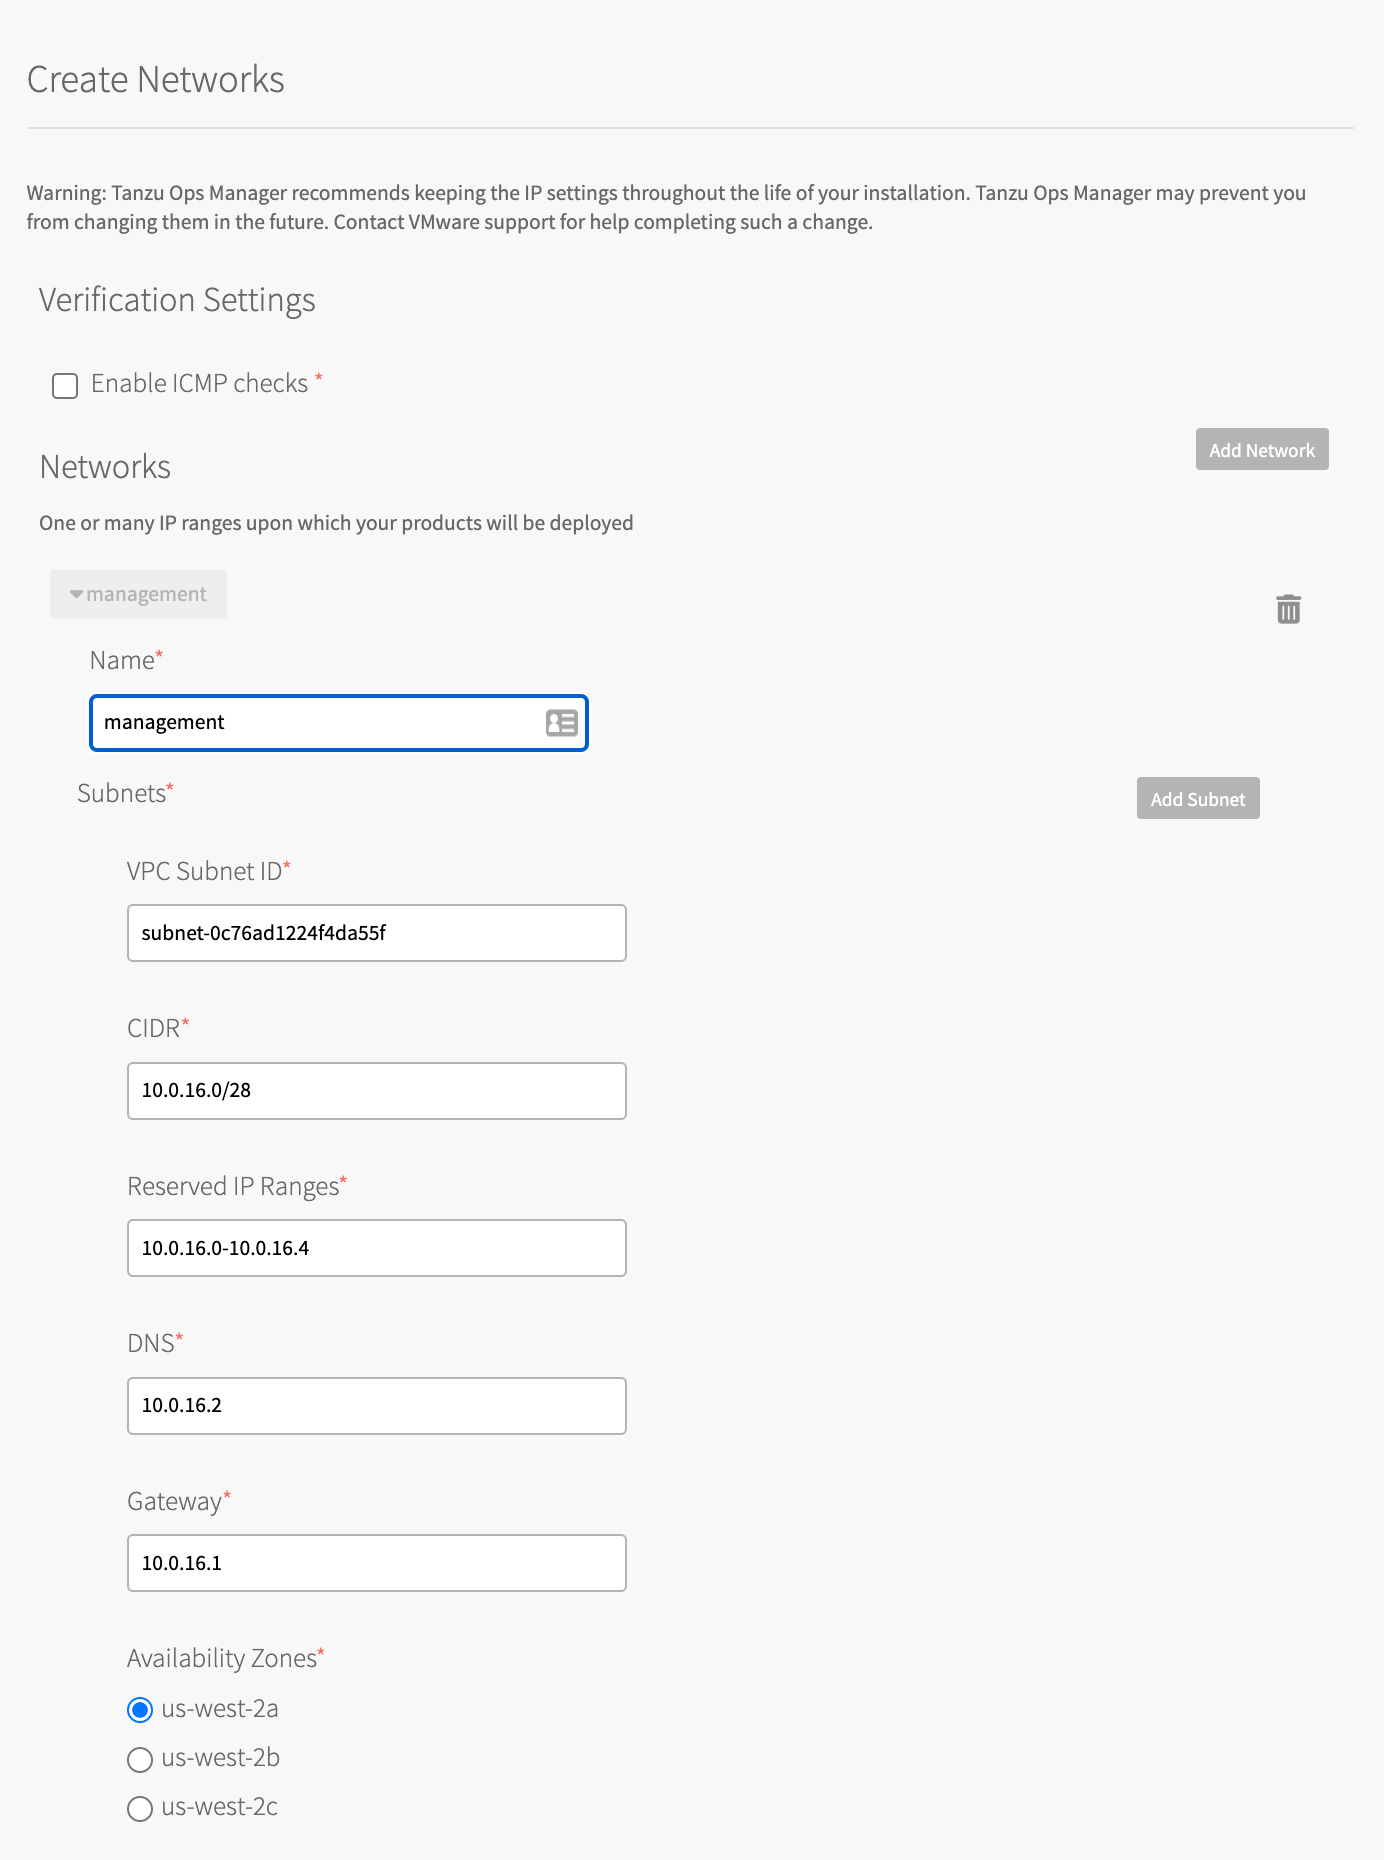 Create Networks
Warning: Tanzu Ops Manager recommends keeping the IP settings throughout the life of your installation. Tanzu Ops Manager may prevent you
from changing them in the future. Contact VMware support for help completing such a change.
Verification Settings
Enable ICMP checks *
Add Network
Networks
One or many IP ranges upon which your products will be deployed
management
Name*
management
Subnets*
Add Subnet
VPC Subnet ID*
subnet-0c76ad1224f4da55f
CIDR*
10.0.16.0/28
Reserved IP Ranges*
10.0.16.0-10.0.16.4
DNS*
10.0.16.2
Gateway*
10.0.16.1
Availability Zones*
us-west-2a
us-west-2b
us-west-2c